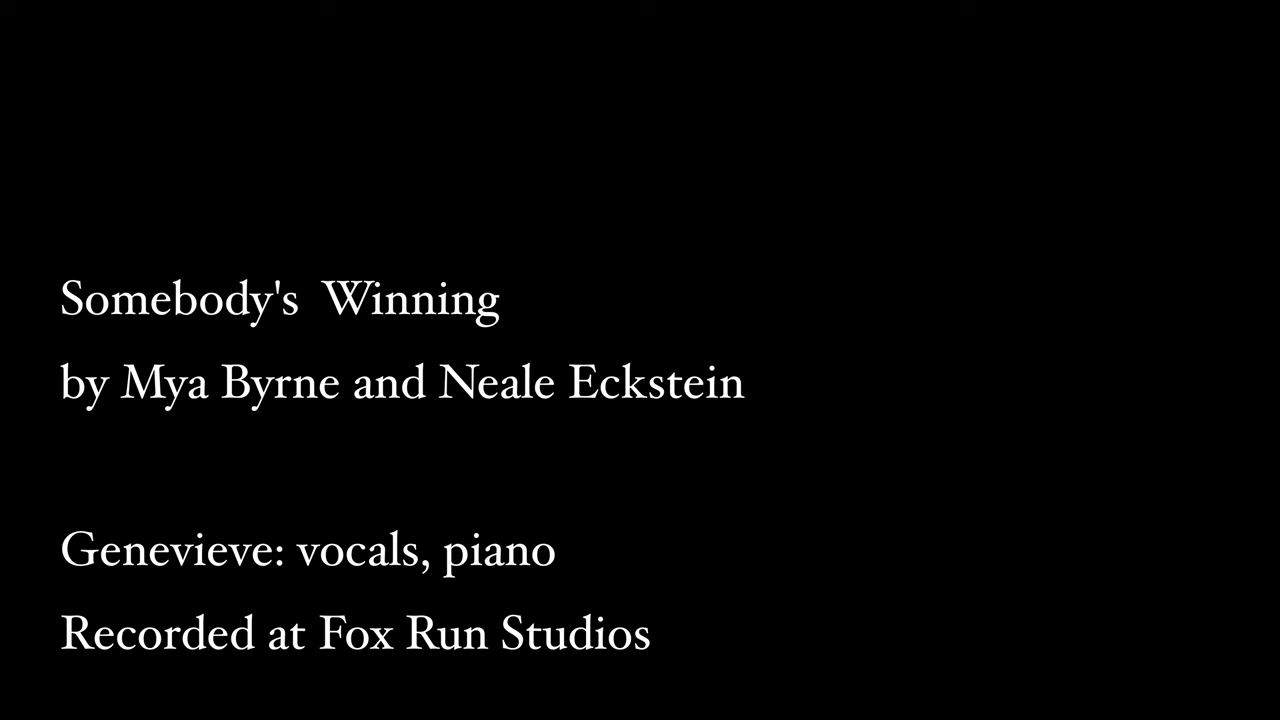 Somebody's  Winning
by Mya Byrne and Neale Eckstein
Genevieve: vocals, piano
Recorded at Fox Run Studios